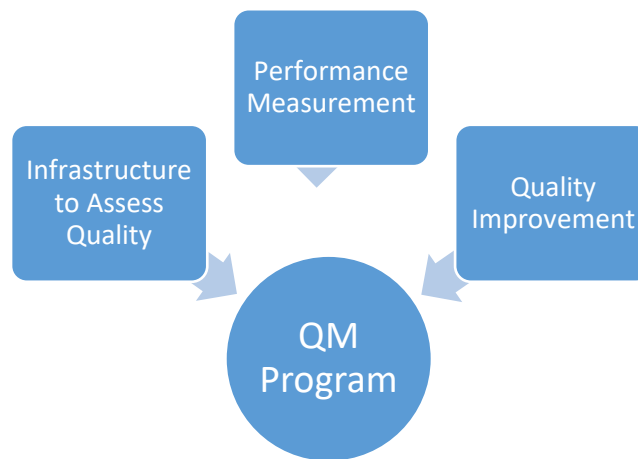 Performance
Measurement
Infrastructure
to Assess
Quality
Quality
Improvement
QM
Program